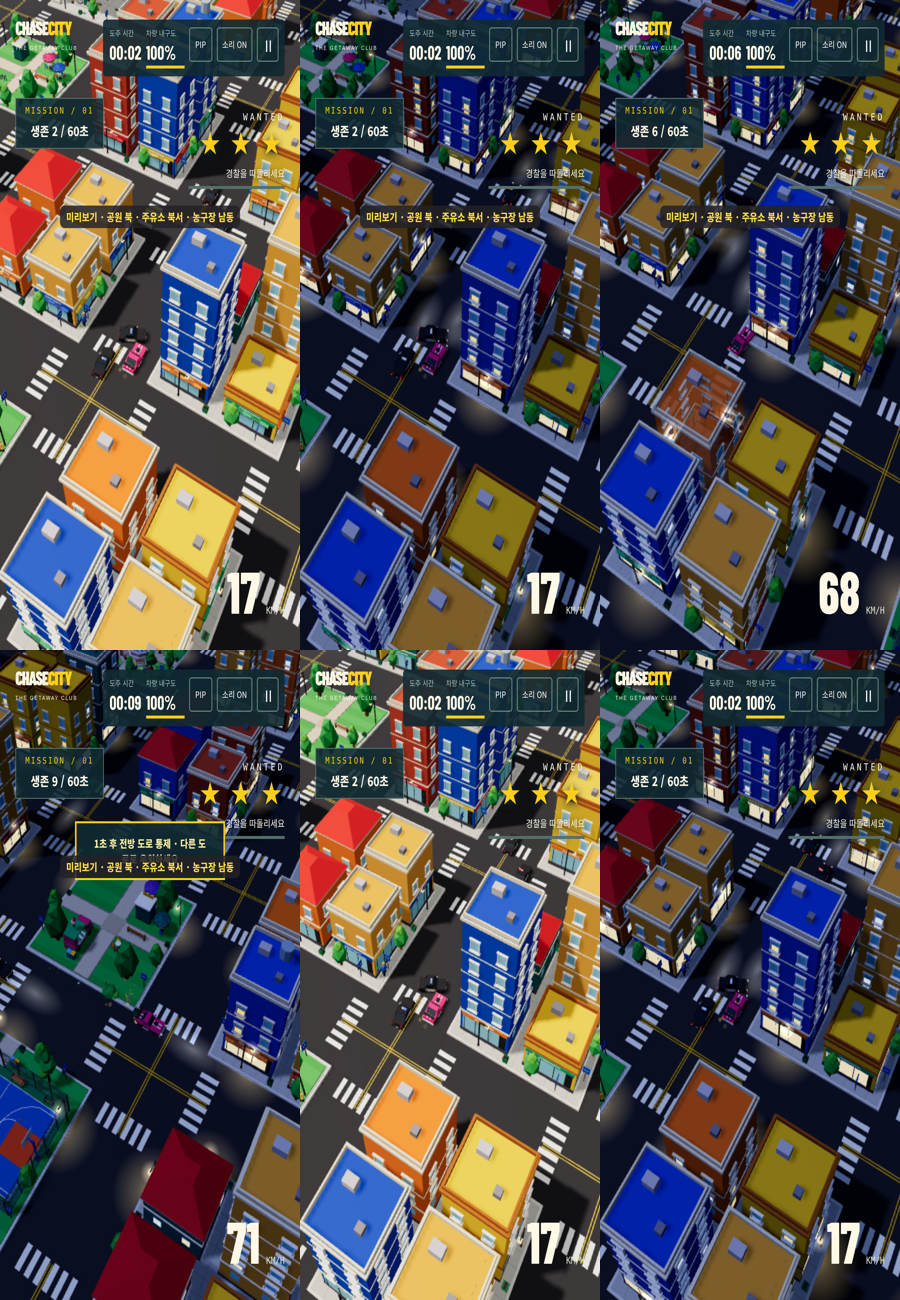 CHASECITY
THE GETAWAY CLUB
도주 시간
00:02
차량 내구도
100%
PIP
소리 ON
MISSION / 01
생존 2 / 60초
WANTED
경찰을 따돌리세요
미리보기 · 공원 북 · 주유소 북서 · 농구장 남동
17 KM/H
도주 시간
00:02
차량 내구도
100%
PIP
소리 ON
MISSION / 01
생존 2 / 60초
WANTED
경찰을 따돌리세요
미리보기 · 공원 북 · 주유소 북서 · 농구장 남동
17 KM/H
도주 시간
00:06
차량 내구도
100%
PIP
소리 ON
MISSION / 01
생존 6 / 60초
WANTED
경찰을 따돌리세요
미리보기 · 공원 북 · 주유소 북서 · 농구장 남동
68 KM/H
CHASECITY
THE GETAWAY CLUB
도주 시간
00:09
차량 내구도
100%
PIP
소리 ON
MISSION / 01
생존 9 / 60초
WANTED
경찰을 따돌리세요
1초 후 전방 도로 통제 · 다른 도
미리보기 · 공원 북 · 주유소 북서 · 농구장 남동
71 KM/H
CHASECITY
THE GETAWAY CLUB
도주 시간
00:02
차량 내구도
100%
PIP
소리 ON
MISSION / 01
생존 2 / 60초
WANTED
경찰을 따돌리세요
17 KM/H
CHASECITY
THE GETAWAY CLUB
도주 시간
00:02
차량 내구도
100%
PIP
소리 ON
MISSION / 01
생존 2 / 60초
WANTED
경찰을 따돌리세요
17 KM/H